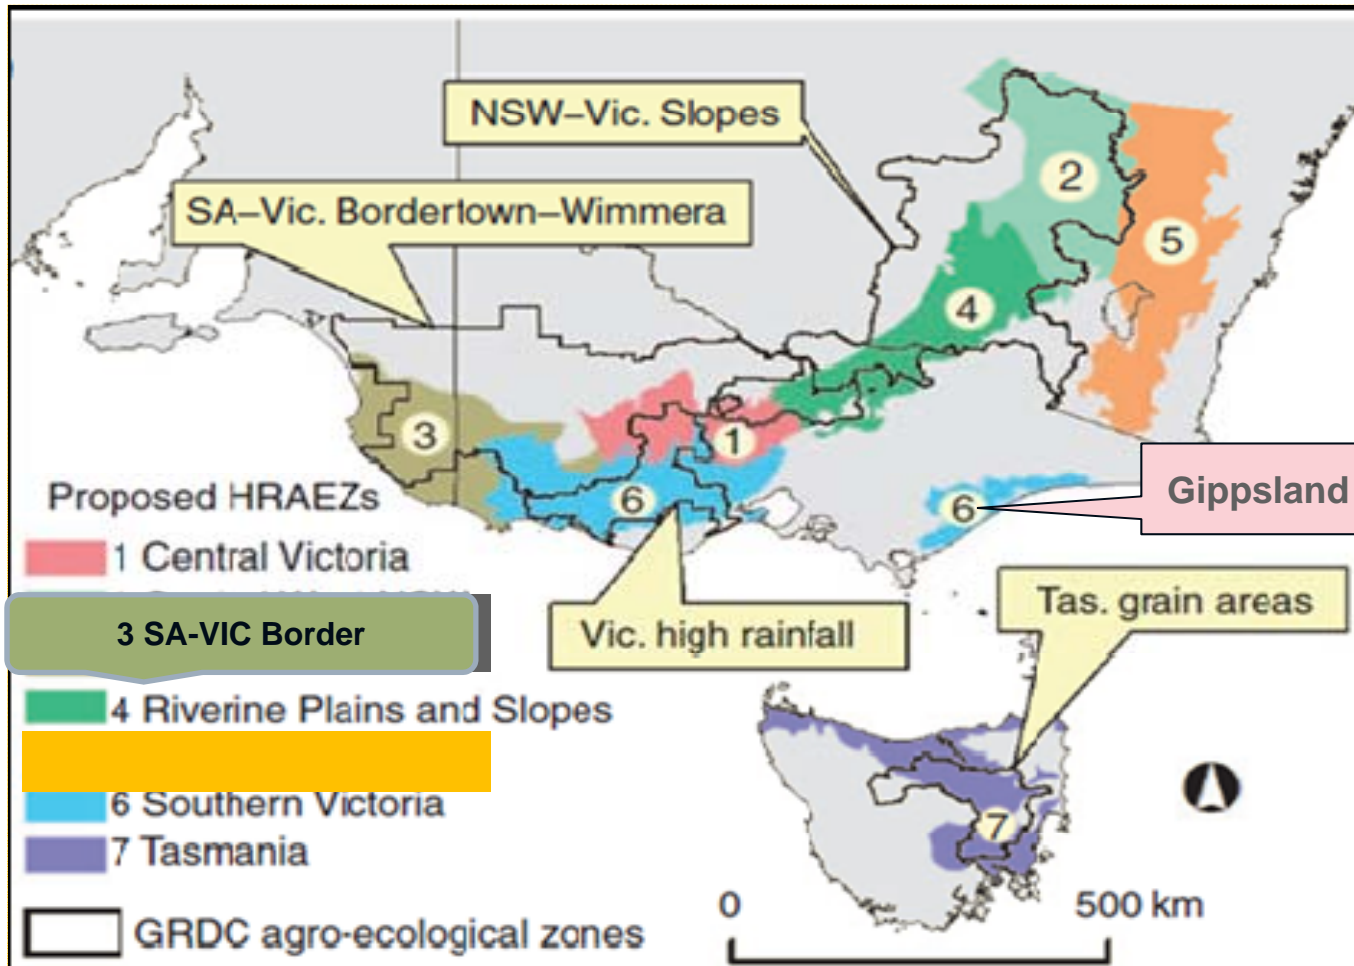 NSW–Vic. Slopes
2
SA–Vic. Bordertown–Wimmera
5
4
3
1
Proposed HRAEZs
6
6
Gippsland
1 Central Victoria
Tas. grain areas
3 SA-VIC Border
Vic. high rainfall
4 Riverine Plains and Slopes
6 Southern Victoria
7
7 Tasmania
0
500 km
GRDC agro-ecological zones